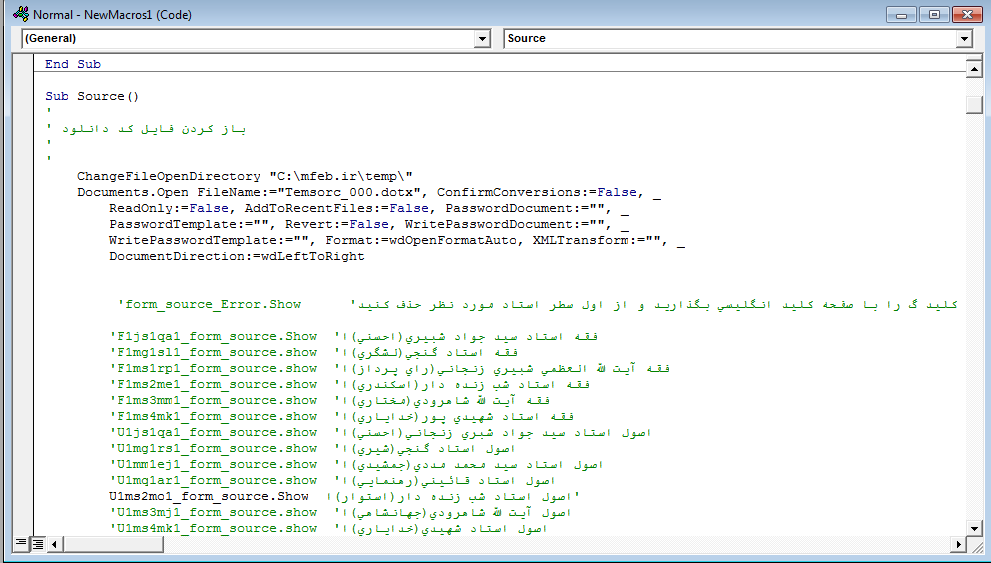 Normal - NewMacros1 (Code)
(General) Source
End Sub
Sub Source()
'
' باز کردن فايل کد دانلود
'
'
ChangeFileOpenDirectory "C:\mfeb.ir\temp\"
Documents.Open FileName:="Temsorc_000.dotx", ConfirmConversions:=False, _
ReadOnly:=False, AddToRecentFiles:=False, PasswordDocument:="", _
PasswordTemplate:="", Revert:=False, WritePasswordDocument:="", _
WritePasswordTemplate:="", Format:=wdOpenFormatAuto, XMLTransform:="", _
DocumentDirection:=wdLeftToRight
'form_source_Error.Show 'کليد گ را با صفحه کليد انگليسي بگذاريد و از اول سطر استاد مورد نظر حذف کنيد
'F1js1qa1_form_source.Show 'فقه استاد سيد جواد شبيري(احسني)ا
'F1mg1sl1_form_source.Show 'فقه استاد گنجي(لشگري)ا
'F1ms1rp1_form_source.Show 'فقه آيت الله العظمي شبيري زنجاني(راي پرداز)ا
'F1ms2me1_form_source.Show 'فقه استاد شب زنده دار(اسکندري)ا
'F1ms3mm1_form_source.Show 'فقه آيت الله شاهرودي(مختاري)ا
'F1ms4mk1_form_source.Show 'فقه استاد شهيدي پور(خداياري)ا
'U1js1qa1_form_source.show 'اصول استاد سيد جواد شبري زنجاني(احسني)ا
'U1mg1rs1_form_source.show 'اصول استاد گنجي(شيري)ا
'U1mm1ej1_form_source.show 'اصول استاد سيد محمد مددي(جمشيدي)ا
'U1mq1ar1_form_source.show 'اصول استاد قائيني(رهنمايي)ا
U1ms2mo1_form_source.Show 'اصول استاد شب زنده دار(استوار)ا
'U1ms3mj1_form_source.show 'اصول آيت الله شاهرودي(جهانشاهي)ا
'U1ms4mk1_form_source.show 'اصول استاد شهيدي(خداياري)ا